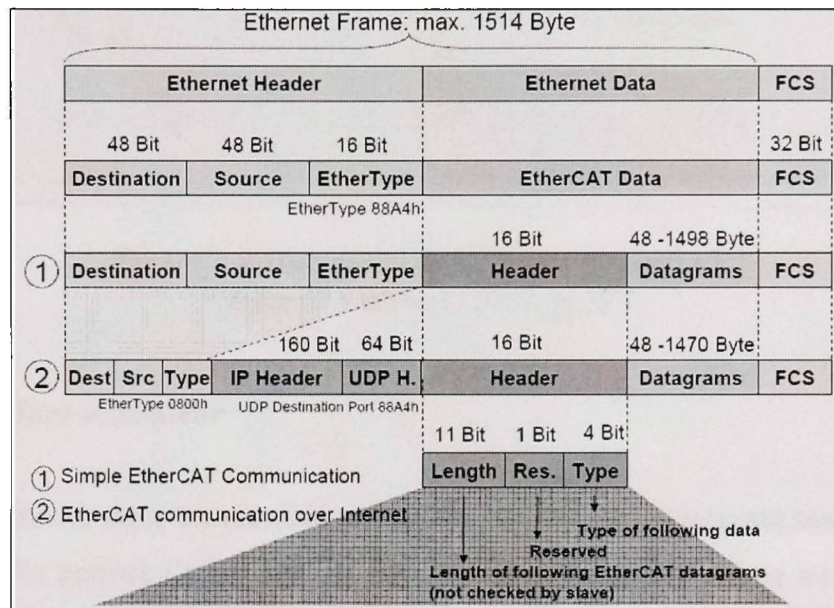 Ethernet Frame: max. 1514 Byte
Ethernet Header Ethernet Data FCS
48 Bit 48 Bit 16 Bit 32 Bit
Destination Source EtherType EtherCAT Data FCS
EtherType 88A4h
16 Bit 48 -1498 Byte
① Destination Source EtherType Header Datagrams FCS
160 Bit 64 Bit 16 Bit 48 -1470 Byte
② Dest Src Type IP Header UDP H. Header Datagrams FCS
EtherType 0800h UDP Destination Port 88A4h
11 Bit 1 Bit 4 Bit
Length Res. Type
① Simple EtherCAT Communication
② EtherCAT communication over Internet
Type of following data
Reserved
Length of following EtherCAT datagrams
(not checked by slave)